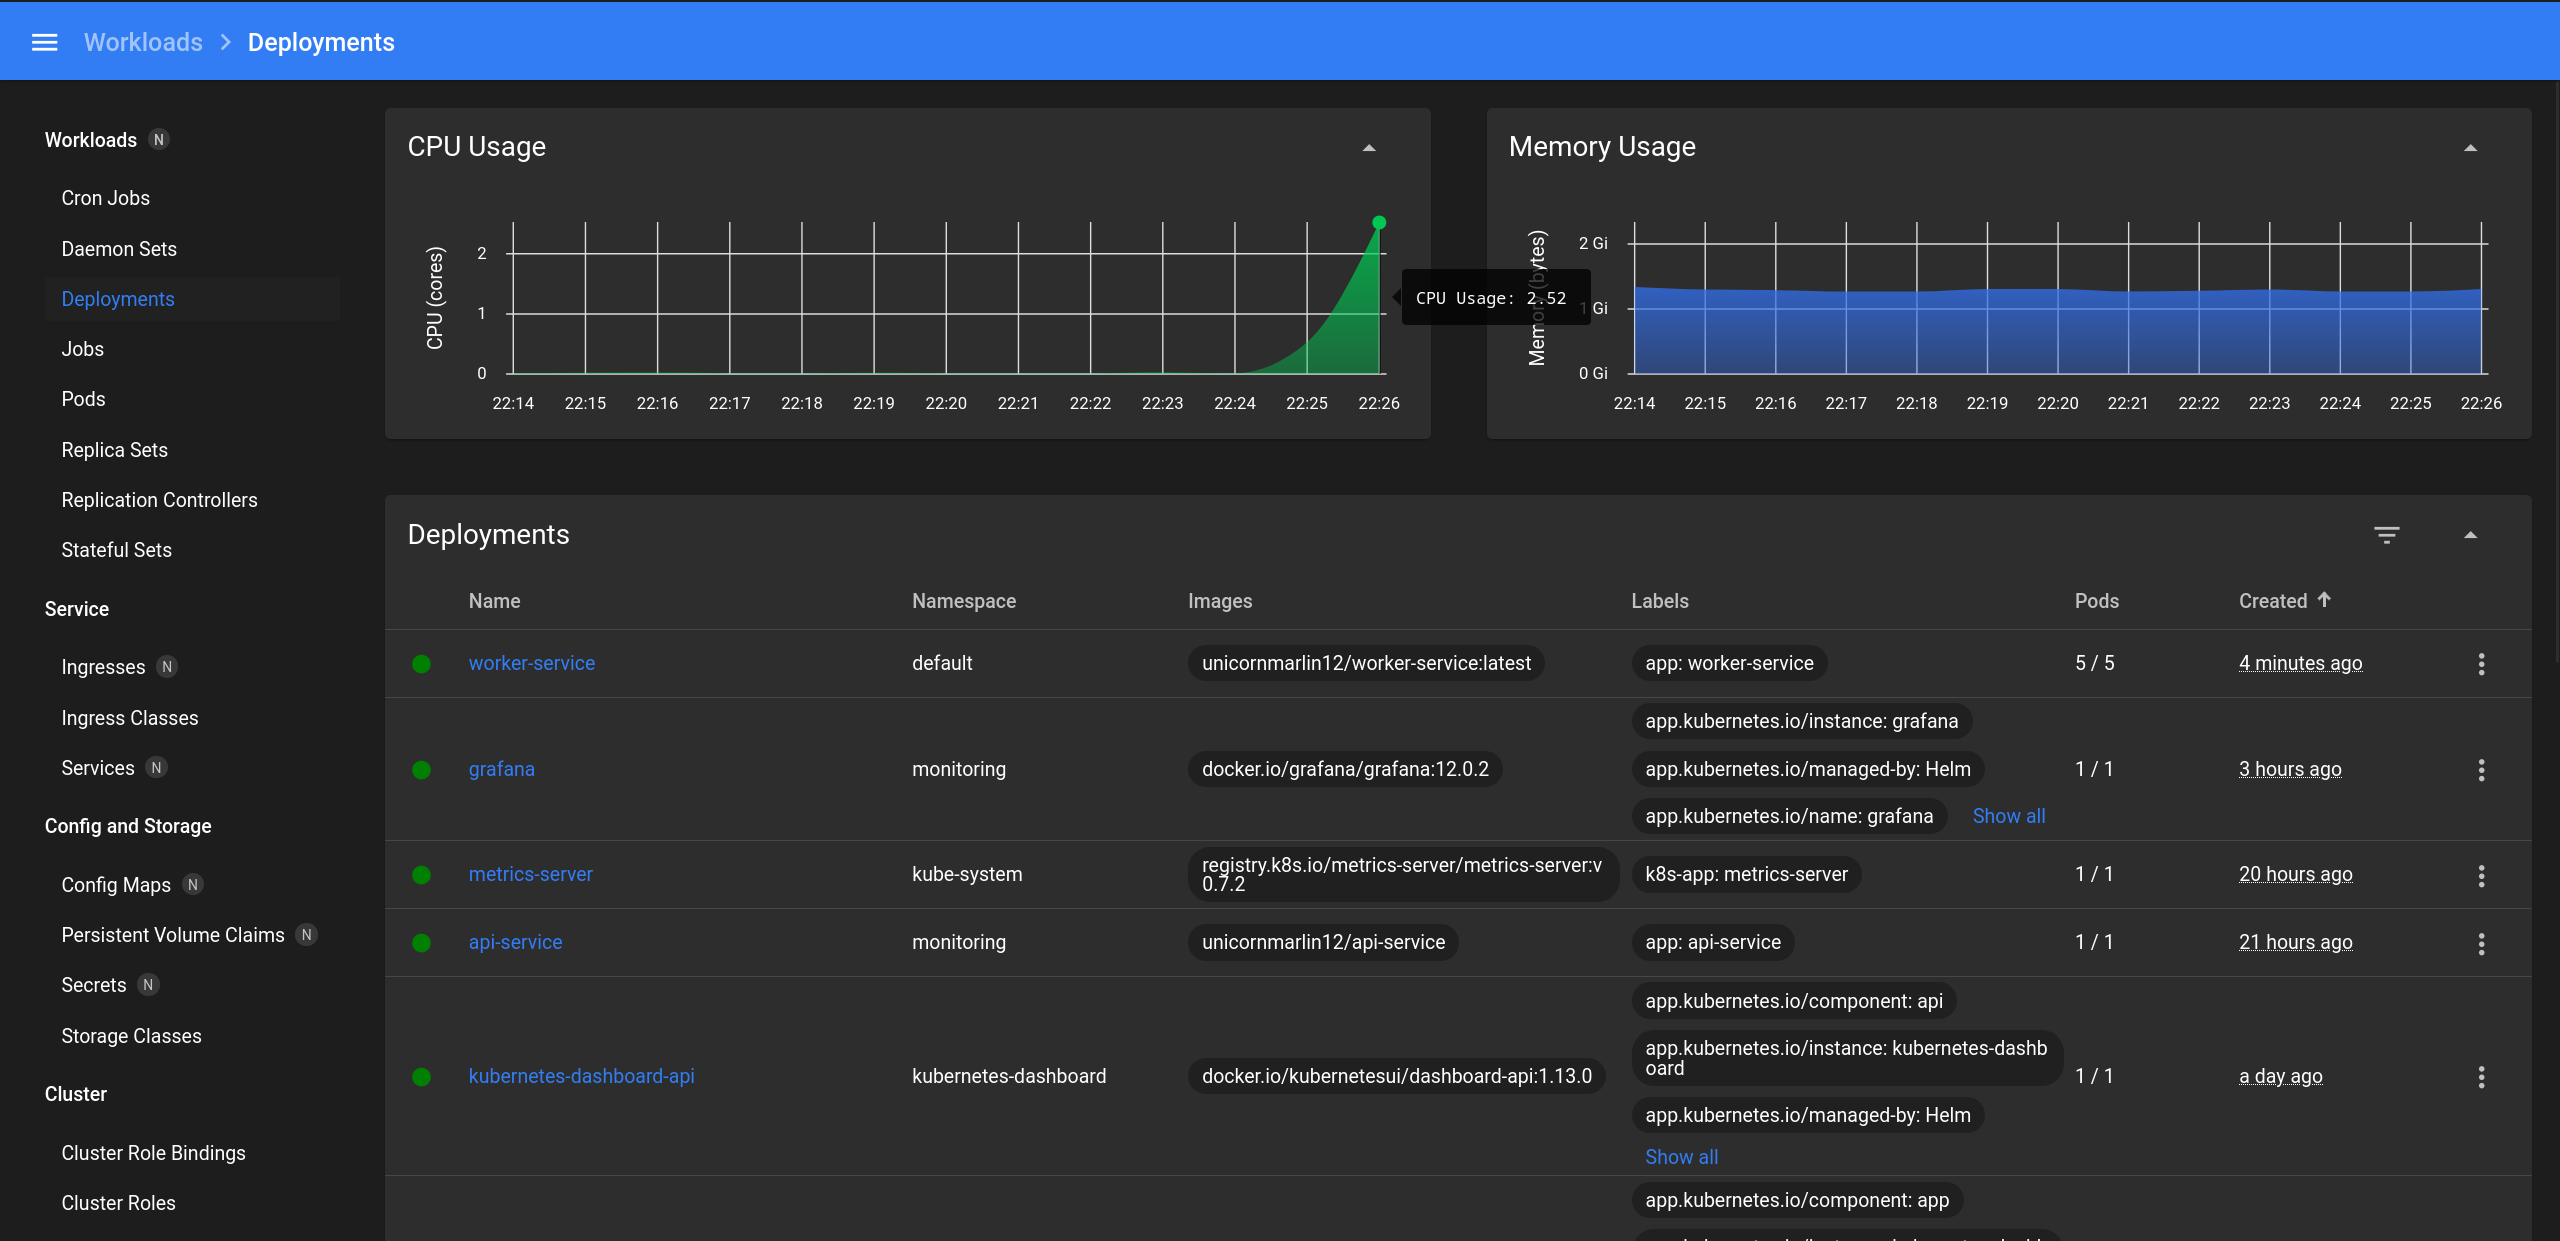 Workloads > Deployments
Workloads N
Cron Jobs
Daemon Sets
Deployments
Jobs
Pods
Replica Sets
Replication Controllers
Stateful Sets
Service
Ingresses N
Ingress Classes
Services N
Config and Storage
Config Maps N
Persistent Volume Claims N
Secrets N
Storage Classes
Cluster
Cluster Role Bindings
Cluster Roles
CPU Usage
CPU (cores)
2
1
0
22:14 22:15 22:16 22:17 22:18 22:19 22:20 22:21 22:22 22:23 22:24 22:25 22:26
CPU Usage: 2.52
Memory Usage
Memory (bytes)
2 Gi
1 Gi
0 Gi
22:14 22:15 22:16 22:17 22:18 22:19 22:20 22:21 22:22 22:23 22:24 22:25 22:26
Deployments
Name Namespace Images Labels Pods Created
worker-service default unicornmarlin12/worker-service:latest app: worker-service 5 / 5 4 minutes ago
app.kubernetes.io/instance: grafana
grafana monitoring docker.io/grafana/grafana:12.0.2 app.kubernetes.io/managed-by: Helm 1 / 1 3 hours ago
app.kubernetes.io/name: grafana Show all
registry.k8s.io/metrics-server/metrics-server:v
0.7.2
metrics-server kube-system k8s-app: metrics-server 1 / 1 20 hours ago
api-service monitoring unicornmarlin12/api-service app: api-service 1 / 1 21 hours ago
app.kubernetes.io/component: api
app.kubernetes.io/instance: kubernetes-dashb
oard
kubernetes-dashboard-api kubernetes-dashboard docker.io/kubernetesui/dashboard-api:1.13.0 1 / 1 a day ago
app.kubernetes.io/managed-by: Helm
Show all
app.kubernetes.io/component: app